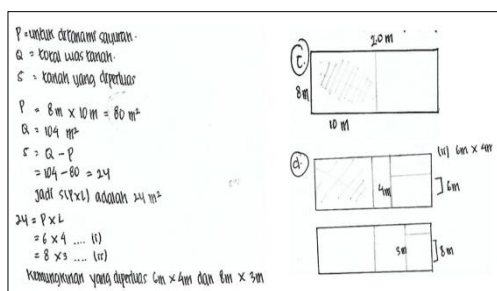 P = untuk ditanami sayuran.
Q = total luas tanah.
S = tanah yang diperluas
P = 8m x 10m = 80 m²
Q = 104 m²
S = Q - P
= 104 - 80 = 24
Jadi S(PxL) adalah 24 m²
24 = P x L
= 6 x 4 .... (i)
= 8 x 3 .... (ii)
Kemungkinan yang diperluas 6m x 4m dan 8m x 3m
c.
20 m
8m
10 m
d.
(ii) 6m x 4m
4m
6m
3m
8m